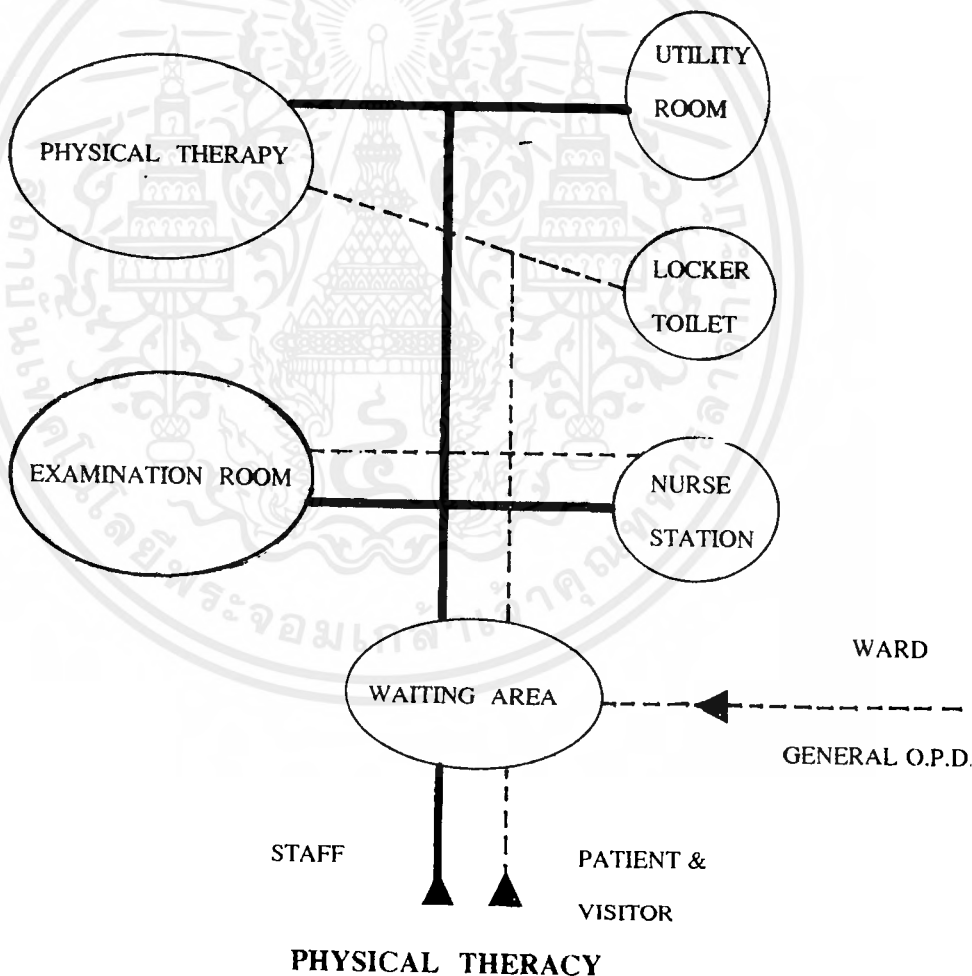 UTILITY
ROOM
PHYSICAL THERAPY
LOCKER
TOILET
EXAMINATION ROOM
NURSE
STATION
WAITING AREA
WARD
GENERAL O.P.D.
STAFF
PATIENT &
VISITOR
PHYSICAL THERACY